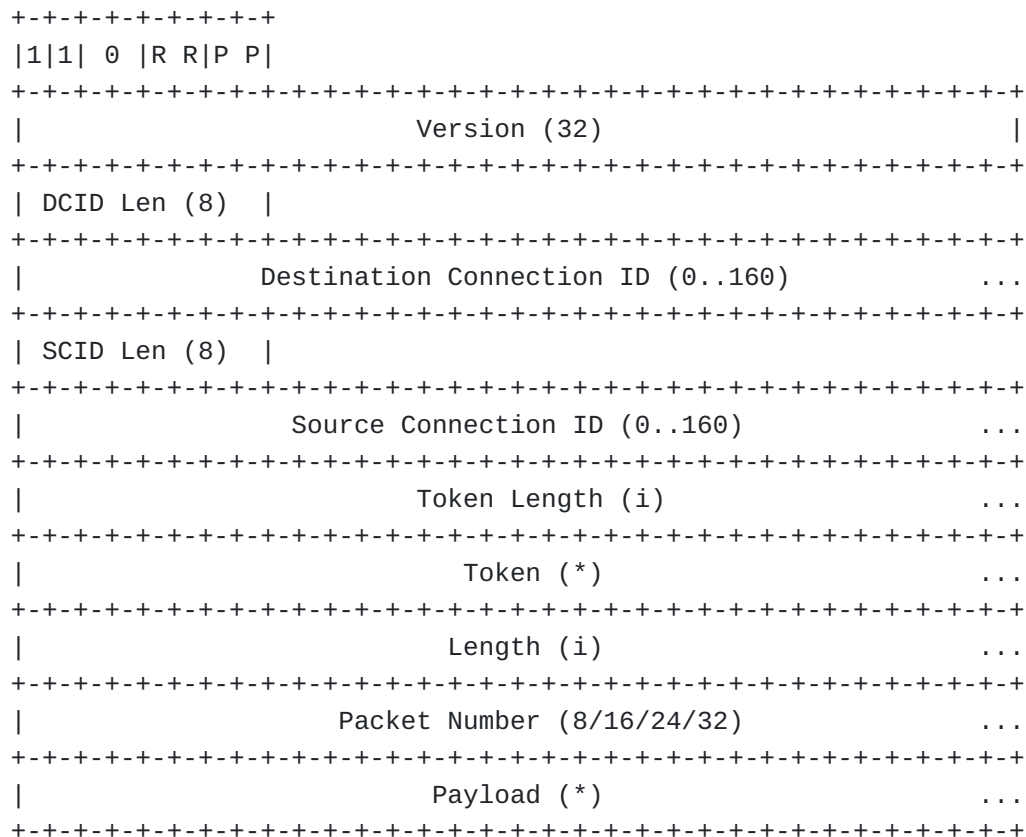 +-+-+-+-+-+-+-+-+
|1|1| 0 |R R|P P|
+-+-+-+-+-+-+-+-+-+-+-+-+-+-+-+-+-+-+-+-+-+-+-+-+-+-+-+-+-+-+-+-+
|                         Version (32)                          |
+-+-+-+-+-+-+-+-+-+-+-+-+-+-+-+-+-+-+-+-+-+-+-+-+-+-+-+-+-+-+-+-+
| DCID Len (8)  |
+-+-+-+-+-+-+-+-+-+-+-+-+-+-+-+-+-+-+-+-+-+-+-+-+-+-+-+-+-+-+-+-+
|               Destination Connection ID (0..160)            ...
+-+-+-+-+-+-+-+-+-+-+-+-+-+-+-+-+-+-+-+-+-+-+-+-+-+-+-+-+-+-+-+-+
| SCID Len (8)  |
+-+-+-+-+-+-+-+-+-+-+-+-+-+-+-+-+-+-+-+-+-+-+-+-+-+-+-+-+-+-+-+-+
|                 Source Connection ID (0..160)               ...
+-+-+-+-+-+-+-+-+-+-+-+-+-+-+-+-+-+-+-+-+-+-+-+-+-+-+-+-+-+-+-+-+
|                         Token Length (i)                    ...
+-+-+-+-+-+-+-+-+-+-+-+-+-+-+-+-+-+-+-+-+-+-+-+-+-+-+-+-+-+-+-+-+
|                            Token (*)                        ...
+-+-+-+-+-+-+-+-+-+-+-+-+-+-+-+-+-+-+-+-+-+-+-+-+-+-+-+-+-+-+-+-+
|                           Length (i)                        ...
+-+-+-+-+-+-+-+-+-+-+-+-+-+-+-+-+-+-+-+-+-+-+-+-+-+-+-+-+-+-+-+-+
|                    Packet Number (8/16/24/32)               ...
+-+-+-+-+-+-+-+-+-+-+-+-+-+-+-+-+-+-+-+-+-+-+-+-+-+-+-+-+-+-+-+-+
|                          Payload (*)                        ...
+-+-+-+-+-+-+-+-+-+-+-+-+-+-+-+-+-+-+-+-+-+-+-+-+-+-+-+-+-+-+-+-+